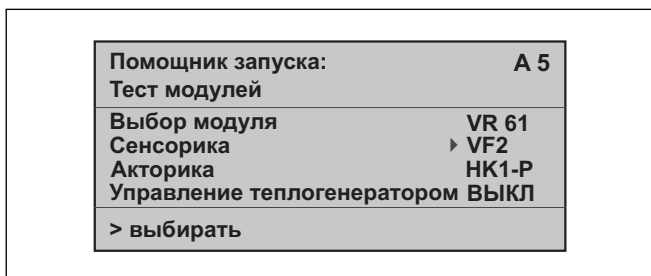 Помощник запуска: A 5
Тест модулей
Выбор модуля VR 61
Сенсорика ▶ VF2
Акторика HK1-P
Управление теплогенератором ВЫКЛ
> выбирать